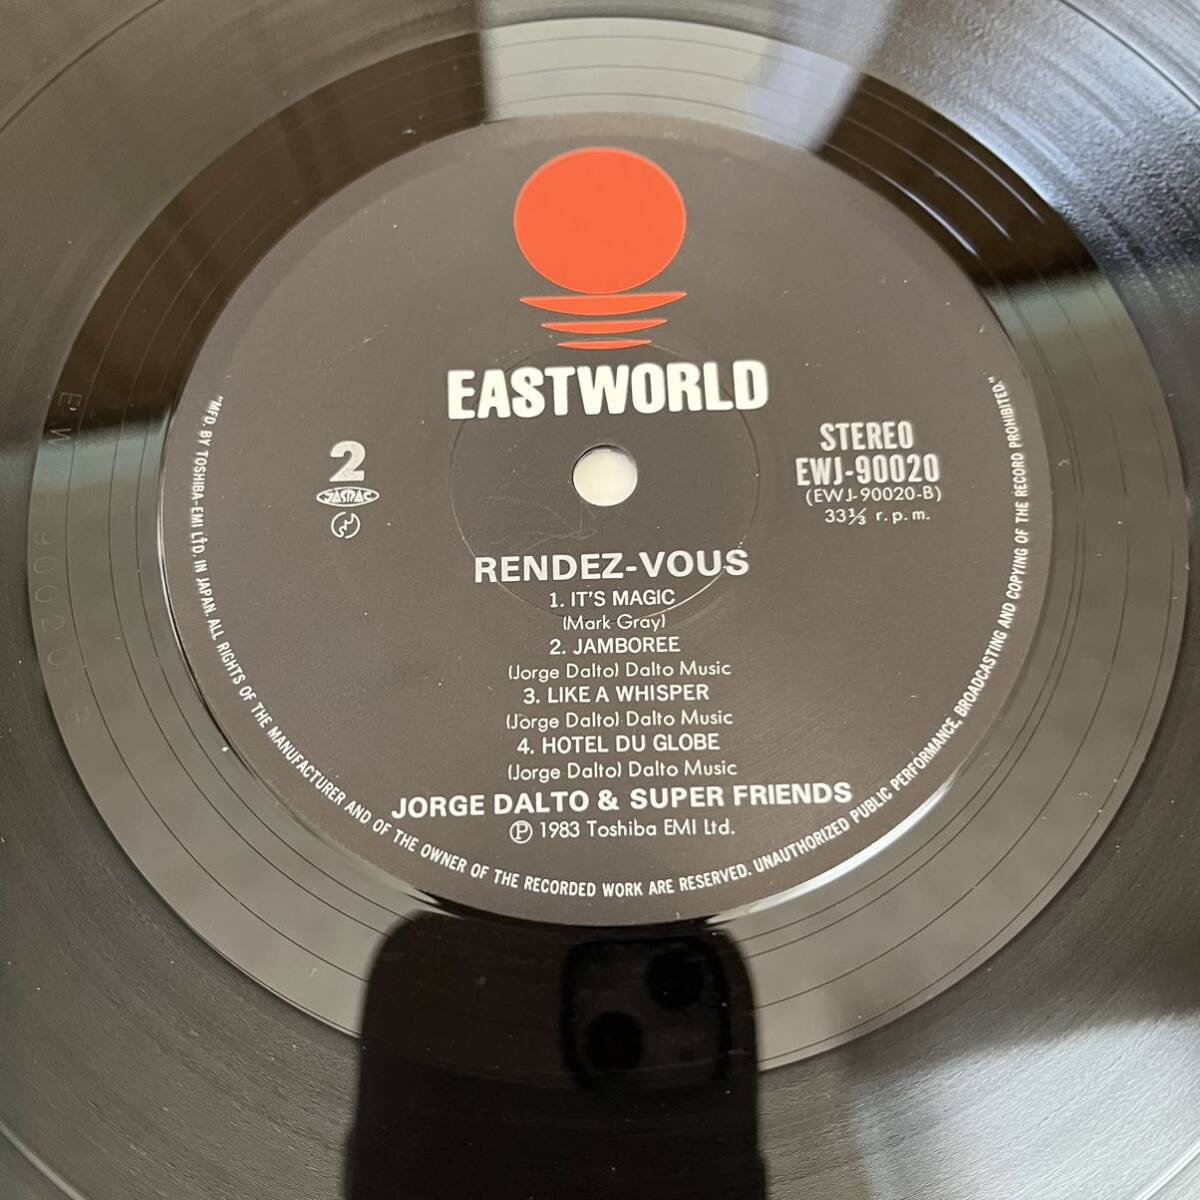 EASTWORLD
2
JASRAC
STEREO
EWJ-90020
(EWJ-90020-B)
33⅓ r.p.m.
RENDEZ-VOUS
1. IT'S MAGIC
(Mark Gray)
2. JAMBOREE
(Jorge Dalto) Dalto Music
3. LIKE A WHISPER
(Jorge Dalto) Dalto Music
4. HOTEL DU GLOBE
(Jorge Dalto) Dalto Music
JORGE DALTO & SUPER FRIENDS
Ⓟ 1983 Toshiba EMI Ltd.
"MFD. BY TOSHIBA-EMI LTD. IN JAPAN. ALL RIGHTS OF THE MANUFACTURER AND OF THE OWNER OF THE RECORDED WORK ARE RESERVED. UNAUTHORIZED PUBLIC PERFORMANCE, BROADCASTING AND COPYING OF THE RECORD PROHIBITED."